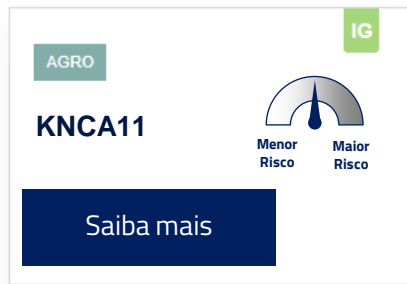 IG
AGRO
KNCA11
Menor
Risco
Maior
Risco
Saiba mais